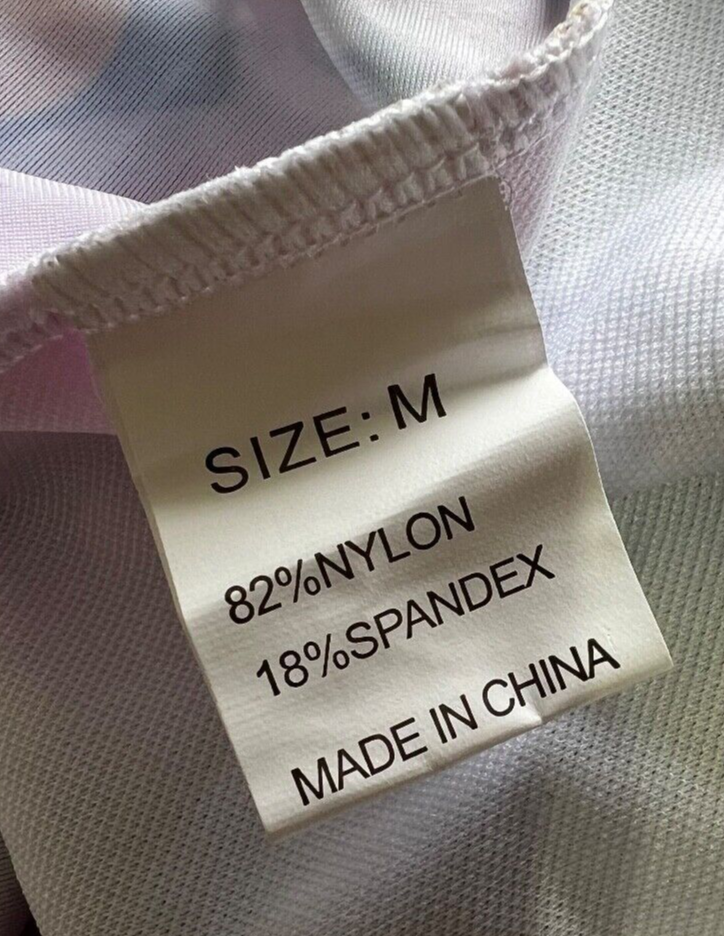 SIZE: M
82%NYLON
18%SPANDEX
MADE IN CHINA